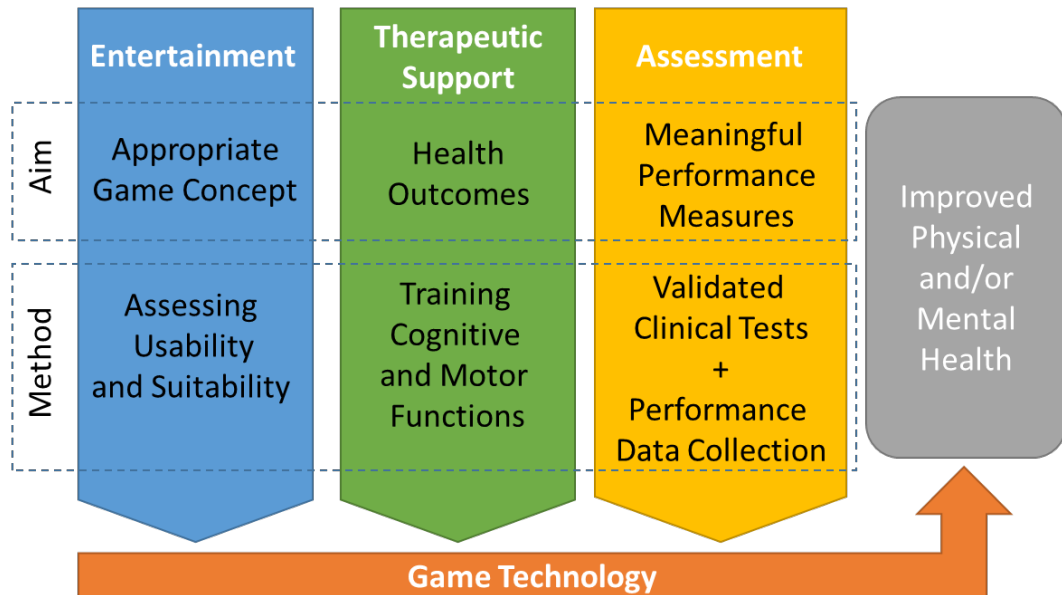 Entertainment
Therapeutic
Support
Assessment
Aim
Appropriate
Game Concept
Health
Outcomes
Meaningful
Performance
Measures
Method
Assessing
Usability
and Suitability
Training
Cognitive
and Motor
Functions
Validated
Clinical Tests
+
Performance
Data Collection
Improved
Physical
and/or
Mental
Health
Game Technology